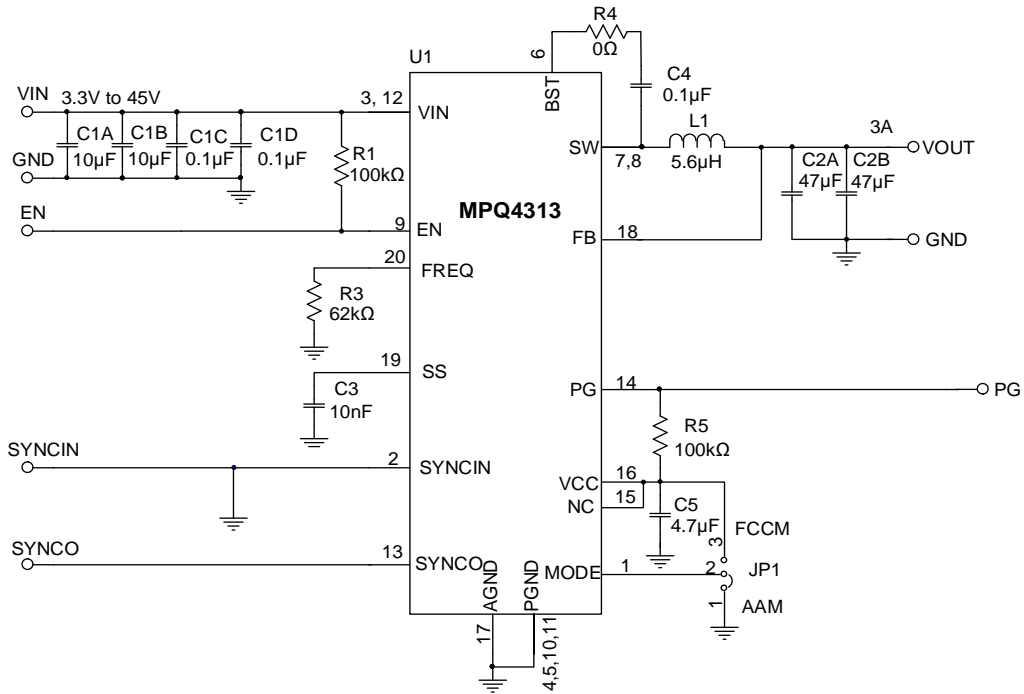 R4
0Ω
6
U1
BST
C4
0.1µF
VIN
3.3V to 45V
3, 12
VIN
C1A
10µF
C1B
10µF
C1C
0.1µF
C1D
0.1µF
GND
R1
100kΩ
SW
7,8
L1
5.6µH
3A
VOUT
C2A
47µF
C2B
47µF
MPQ4313
EN
9
EN
FB
18
GND
20
FREQ
R3
62kΩ
19
SS
C3
10nF
PG
14
PG
R5
100kΩ
SYNCIN
2
SYNCIN
VCC
16
NC
15
C5
4.7µF
FCCM
3
SYNCO
13
SYNCO
MODE
1
2
JP1
1
AAM
AGND
PGND
17
4,5,10,11